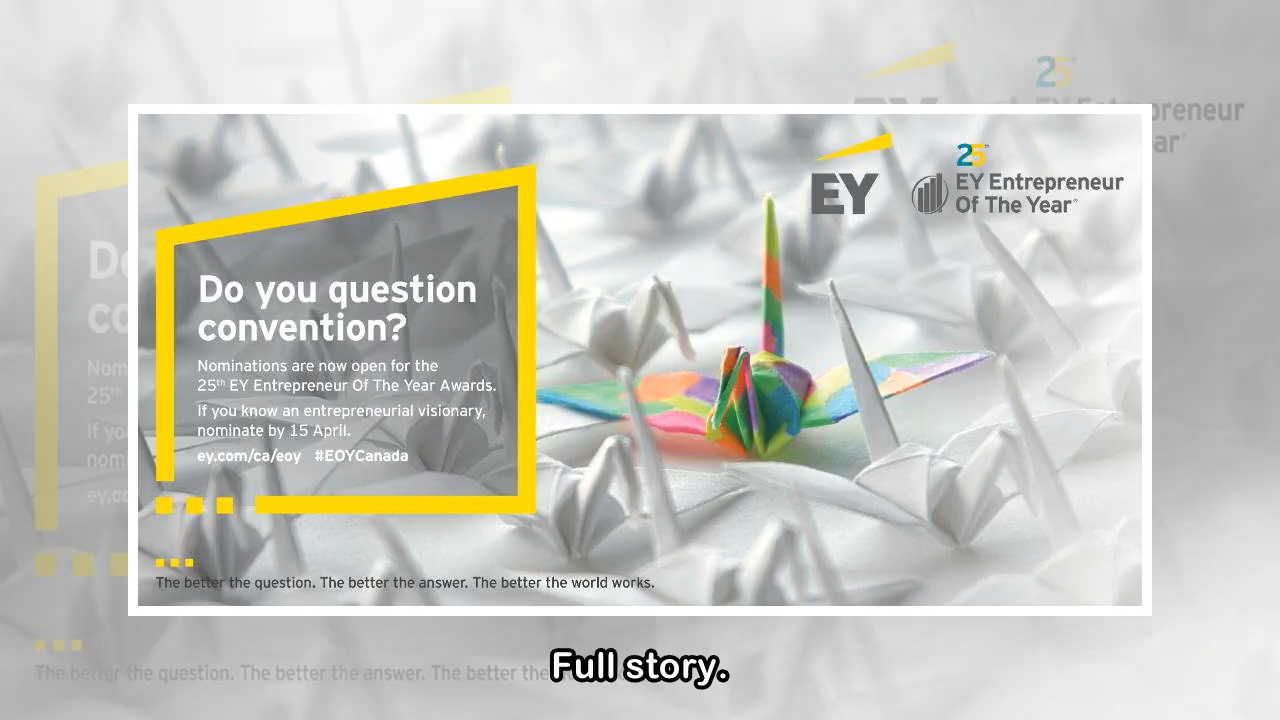 25th
EY Entrepreneur
EY
Of The Year®
Do you question
convention?
Nominations are now open for the
25th EY Entrepreneur Of The Year Awards.
If you know an entrepreneurial visionary,
nominate by 15 April.
ey.com/ca/eoy #EOYCanada
The better the question. The better the answer. The better the world works.
Full story.